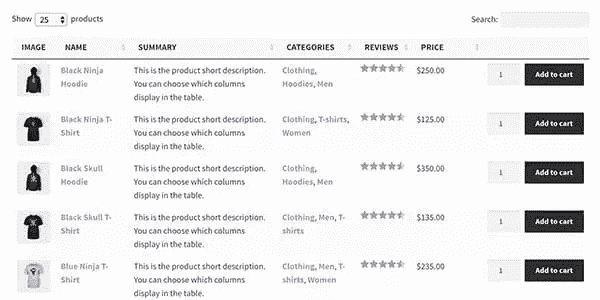 Show 25 products Search:
IMAGE NAME SUMMARY CATEGORIES REVIEWS PRICE
Black Ninja This is the product short description. Clothing, $250.00 1 Add to cart
Hoodie You can choose which columns Hoodies, Men
display in the table.
Black Ninja T- This is the product short description. Clothing, T-shirts, $125.00 1 Add to cart
Shirt You can choose which columns Women
display in the table.
Black Skull This is the product short description. Clothing, $350.00 1 Add to cart
Hoodie You can choose which columns Hoodies, Men
display in the table.
Black Skull T- This is the product short description. Clothing, Men, T- $135.00 1 Add to cart
Shirt You can choose which columns shirts
display in the table.
Blue Ninja T- This is the product short description. Clothing, Men, T- $235.00 1 Add to cart
Shirt You can choose which columns shirts, Women
display in the table.